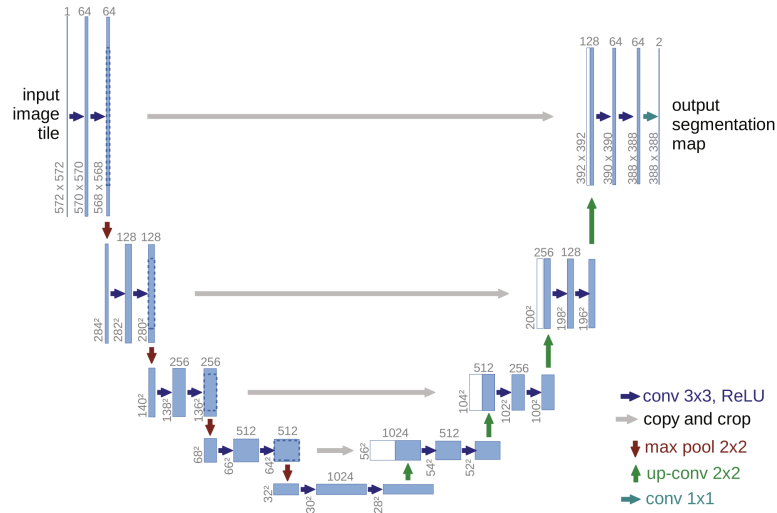 1 64 64
128 64 64 2
input
image
tile
output
segmentation
map
572 x 572
570 x 570
568 x 568
392 x 392
390 x 390
388 x 388
388 x 388
128 128
256 128
284²
282²
280²
200²
198²
196²
256 256
512 256
140²
138²
136²
104²
102²
100²
512 512
1024 512
68²
66²
64²
56²
54²
52²
1024
32²
30²
28²
conv 3x3, ReLU
copy and crop
max pool 2x2
up-conv 2x2
conv 1x1